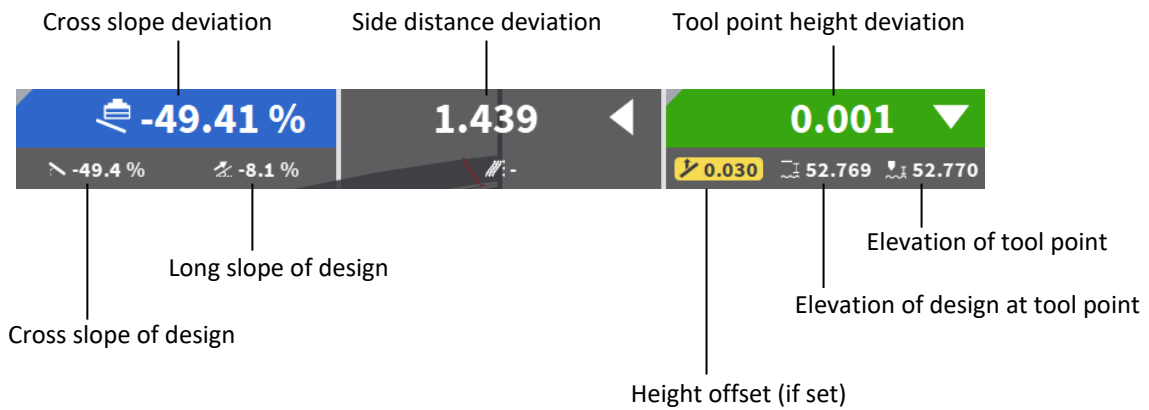 Cross slope deviation Side distance deviation Tool point height deviation
-49.41 % 1.439 0.001
-49.4 % -8.1 % : - 0.030 52.769 52.770
Elevation of tool point
Long slope of design
Elevation of design at tool point
Cross slope of design
Height offset (if set)